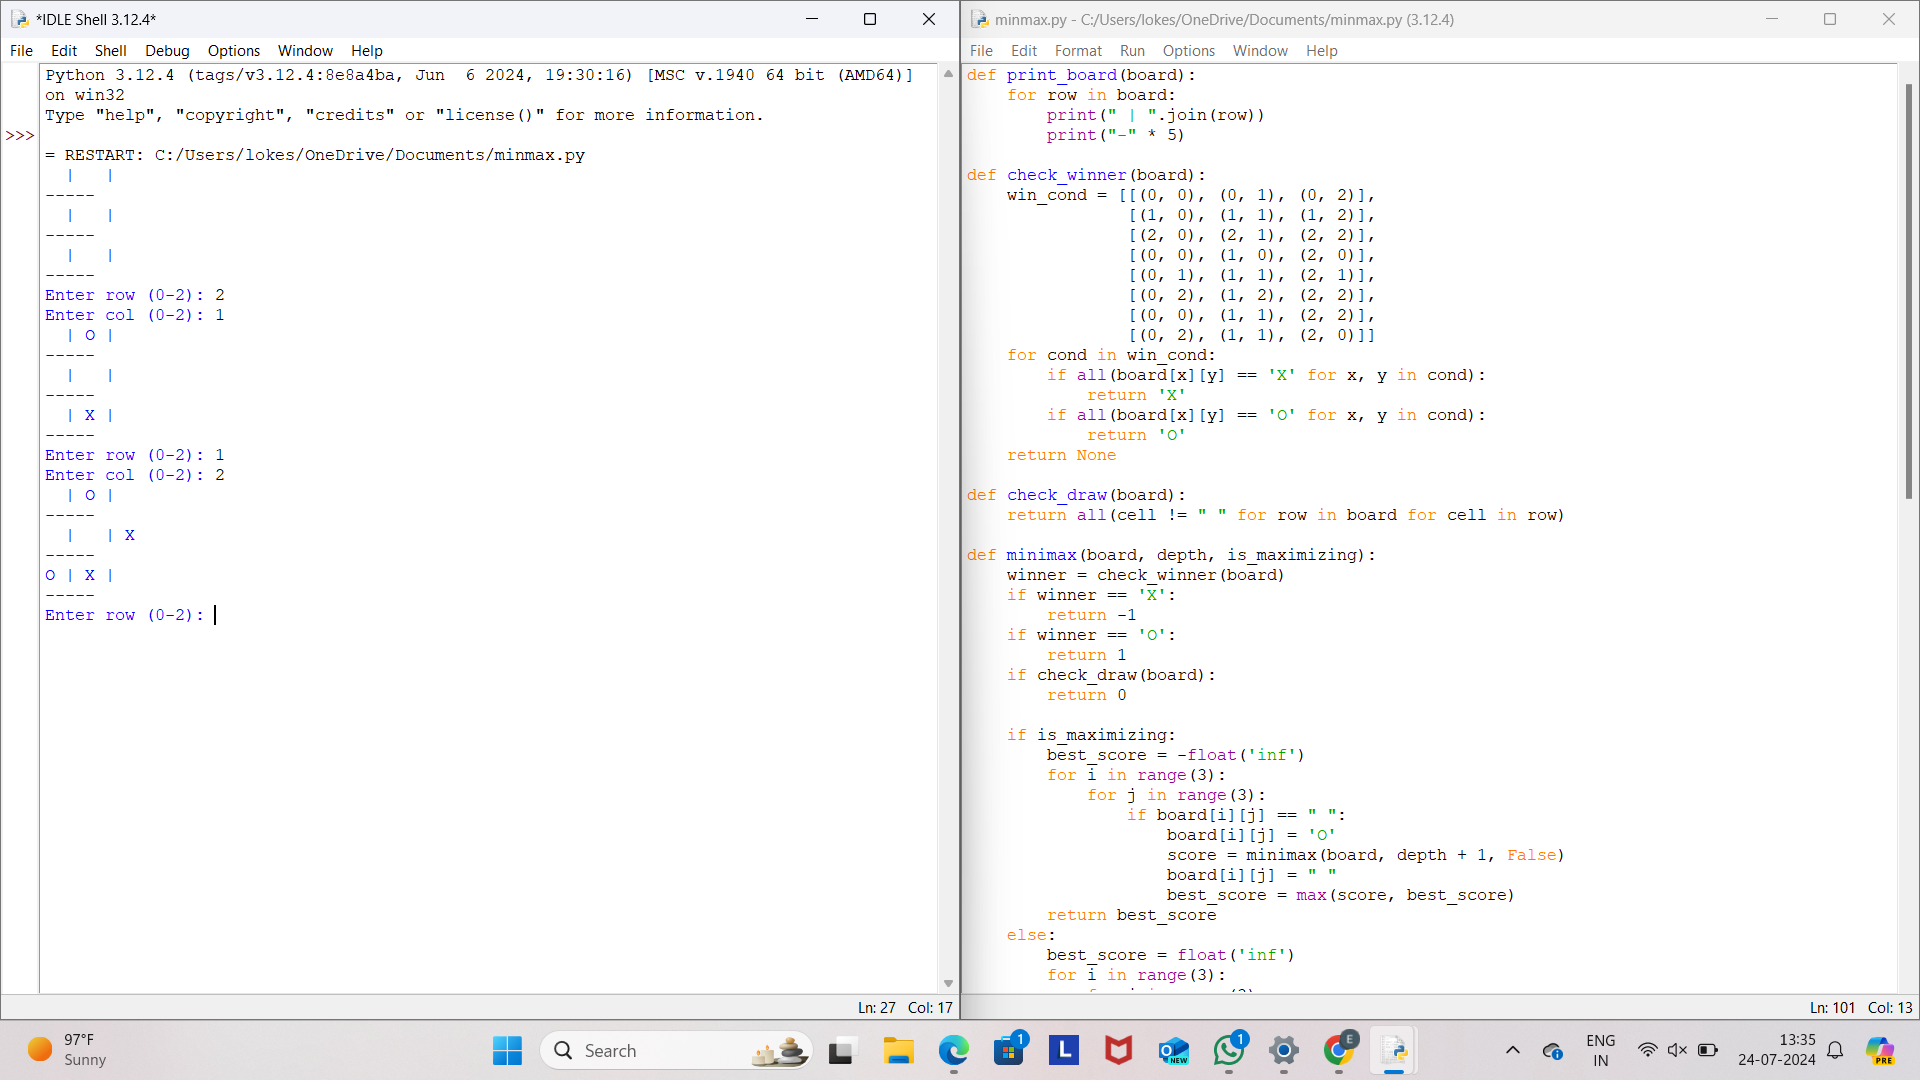 *IDLE Shell 3.12.4*
File Edit Shell Debug Options Window Help
Python 3.12.4 (tags/v3.12.4:8e8a4ba, Jun  6 2024, 19:30:16) [MSC v.1940 64 bit (AMD64)]
on win32
Type "help", "copyright", "credits" or "license()" for more information.
>>>
= RESTART: C:/Users/lokes/OneDrive/Documents/minmax.py
  |   |
-----
  |   |
-----
  |   |
-----
Enter row (0-2): 2
Enter col (0-2): 1
  | O |
-----
  |   |
-----
  | X |
-----
Enter row (0-2): 1
Enter col (0-2): 2
  | O |
-----
  |   | X
-----
O | X |
-----
Enter row (0-2):
Ln: 27 Col: 17
minmax.py - C:/Users/lokes/OneDrive/Documents/minmax.py (3.12.4)
File Edit Format Run Options Window Help
def print_board(board):
    for row in board:
        print(" | ".join(row))
        print("-" * 5)
def check_winner(board):
    win_cond = [[(0, 0), (0, 1), (0, 2)],
                [(1, 0), (1, 1), (1, 2)],
                [(2, 0), (2, 1), (2, 2)],
                [(0, 0), (1, 0), (2, 0)],
                [(0, 1), (1, 1), (2, 1)],
                [(0, 2), (1, 2), (2, 2)],
                [(0, 0), (1, 1), (2, 2)],
                [(0, 2), (1, 1), (2, 0)]]
    for cond in win_cond:
        if all(board[x][y] == 'X' for x, y in cond):
            return 'X'
        if all(board[x][y] == 'O' for x, y in cond):
            return 'O'
    return None
def check_draw(board):
    return all(cell != " " for row in board for cell in row)
def minimax(board, depth, is_maximizing):
    winner = check_winner(board)
    if winner == 'X':
        return -1
    if winner == 'O':
        return 1
    if check_draw(board):
        return 0
    if is_maximizing:
        best_score = -float('inf')
        for i in range(3):
            for j in range(3):
                if board[i][j] == " ":
                    board[i][j] = 'O'
                    score = minimax(board, depth + 1, False)
                    board[i][j] = " "
                    best_score = max(score, best_score)
        return best_score
    else:
        best_score = float('inf')
        for i in range(3):
Ln: 101 Col: 13
97°F
Sunny
Search
1
L
NEW
1
E
ENG
IN
13:35
24-07-2024
PRE